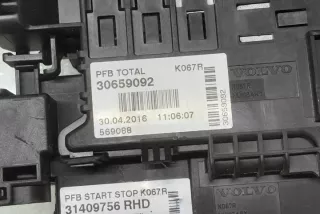 PFB TOTAL K067R
30659092
30.04.2016 11:06:07
569088
30659092
VOLVO
PFB START STOP K067R
31409756 RHD
VOLVO